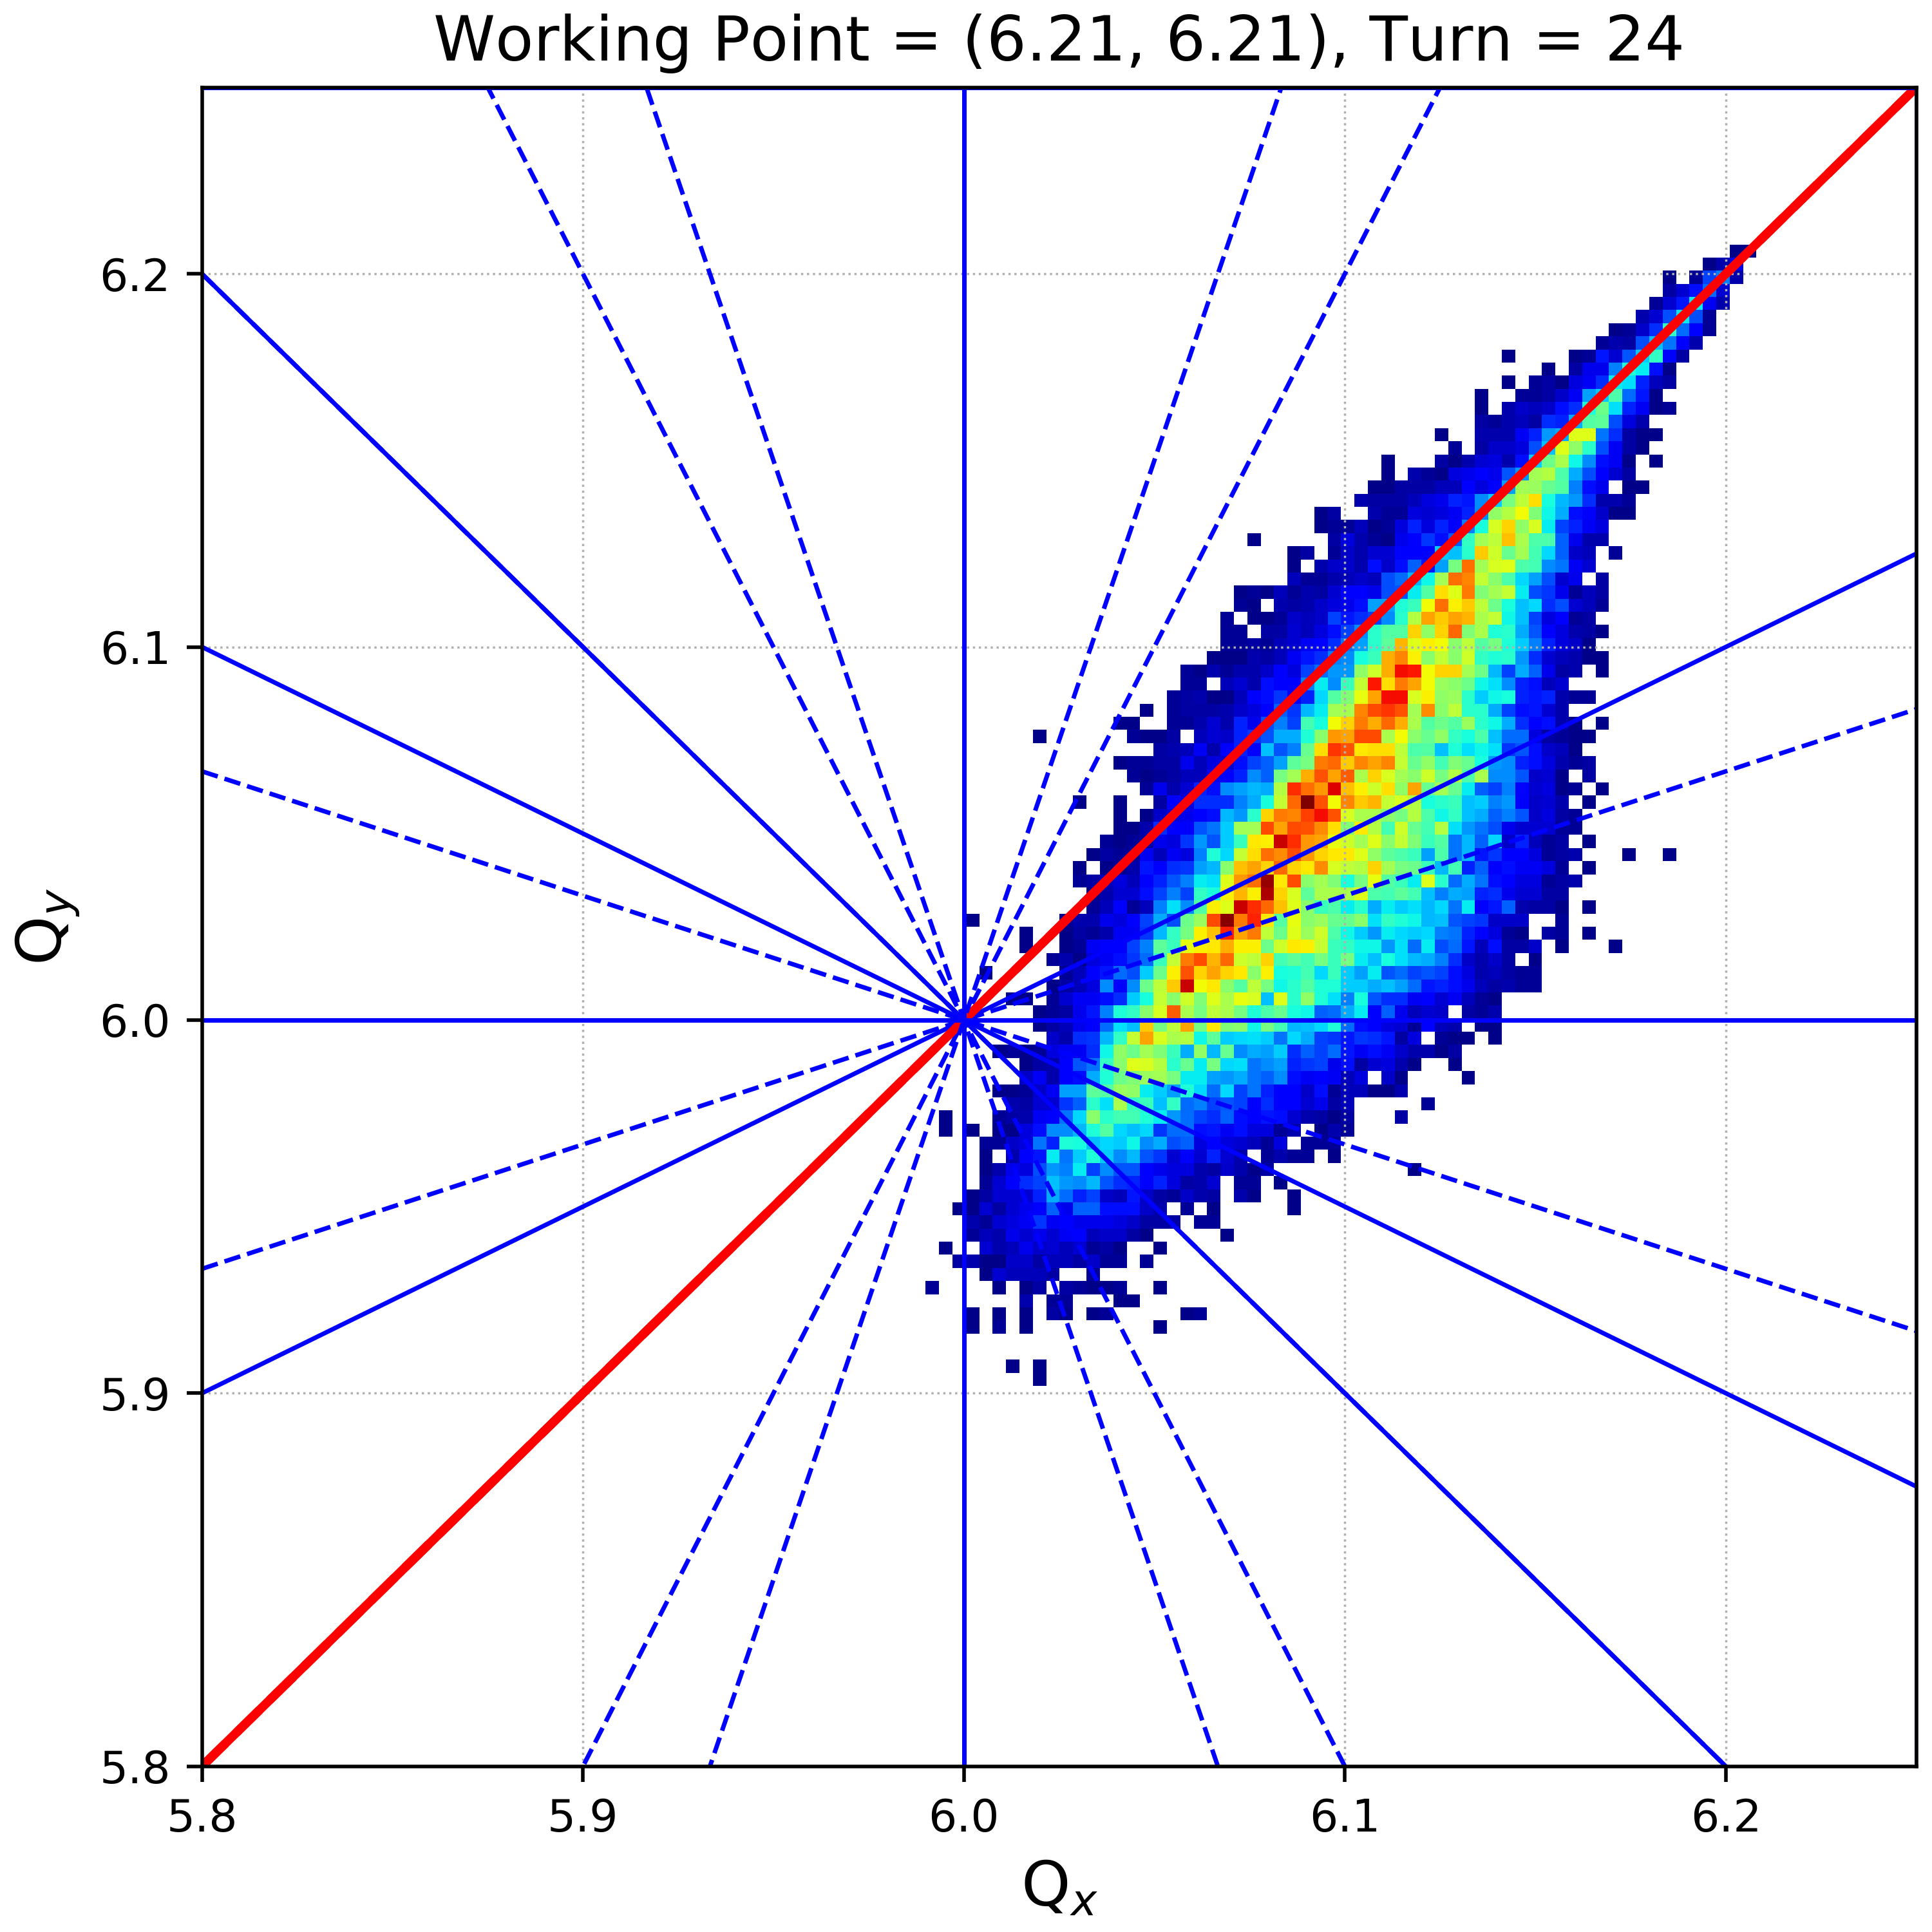 Working Point = (6.21, 6.21), Turn = 24
6.2
6.1
6.0
5.9
5.8
Qy
5.8 5.9 6.0 6.1 6.2
Qx